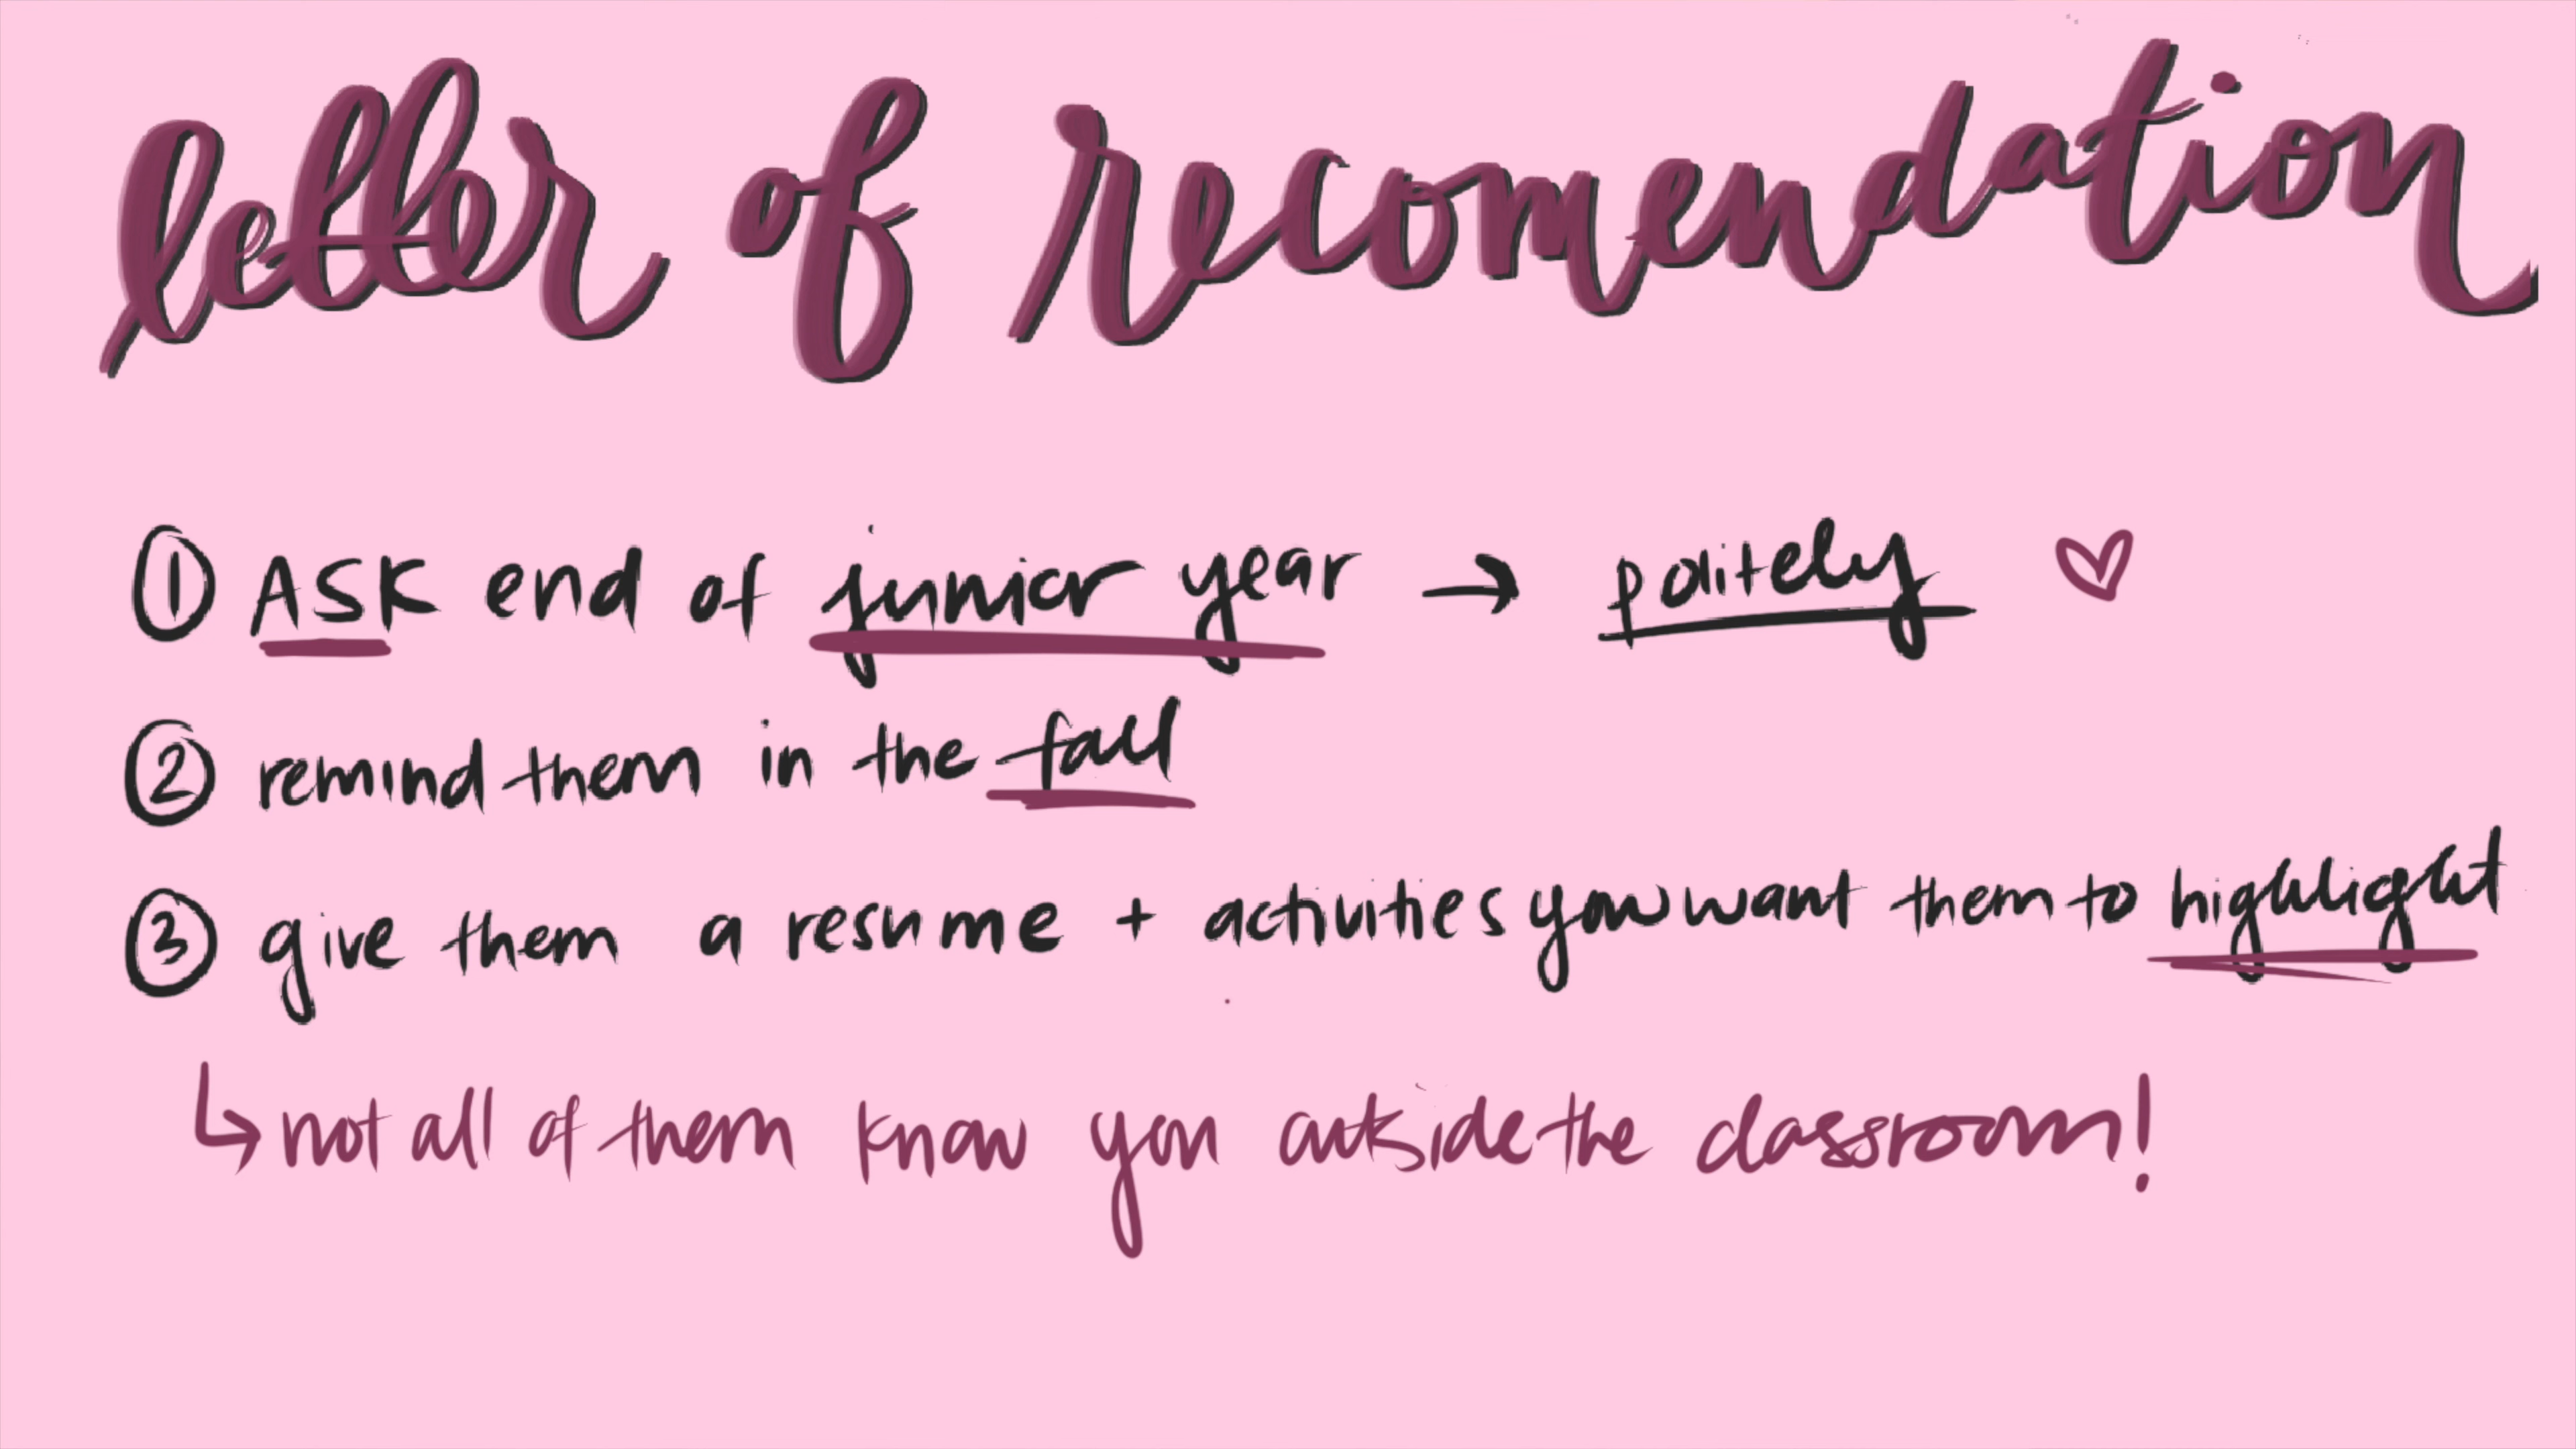 letter of recomendation
① ASK end of junior year → politely ♡
② remind them in the fall
③ give them a resume + activities you want them to highlight
↳ not all of them know you outside the classroom!